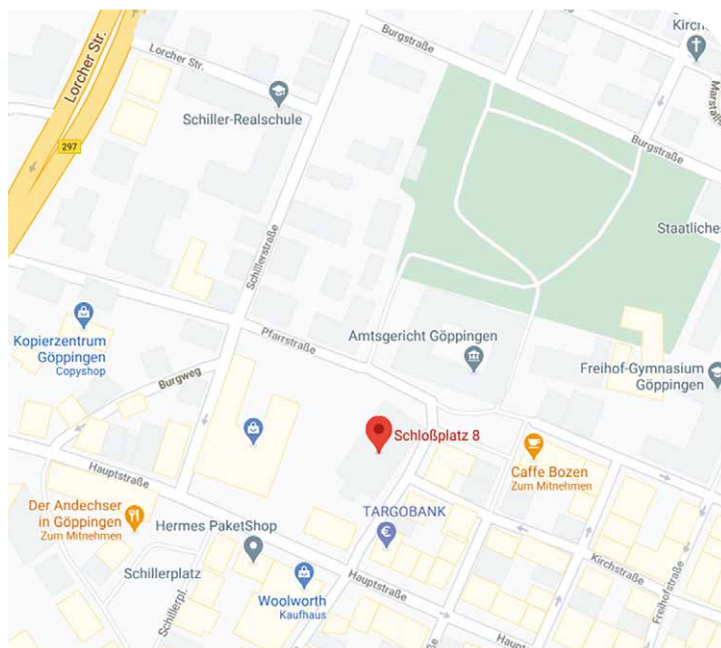 Lorcher Str.
Lorcher Str.
Burgstraße
Kirch
Marstall
Schiller-Realschule
297
Burgstraße
Staatliches
Schillerstraße
Pfarrstraße
Amtsgericht Göppingen
Kopierzentrum
Göppingen
Copyshop
Burgweg
Freihof-Gymnasium
Göppingen
Schloßplatz 8
Caffe Bozen
Zum Mitnehmen
Hauptstraße
Der Andechser
in Göppingen
Zum Mitnehmen
Hermes PaketShop
TARGOBANK
Schillerplatz
Kirchstraße
Woolworth
Kaufhaus
Hauptstraße
Schillerpl.
Freihofstraße
Haupt